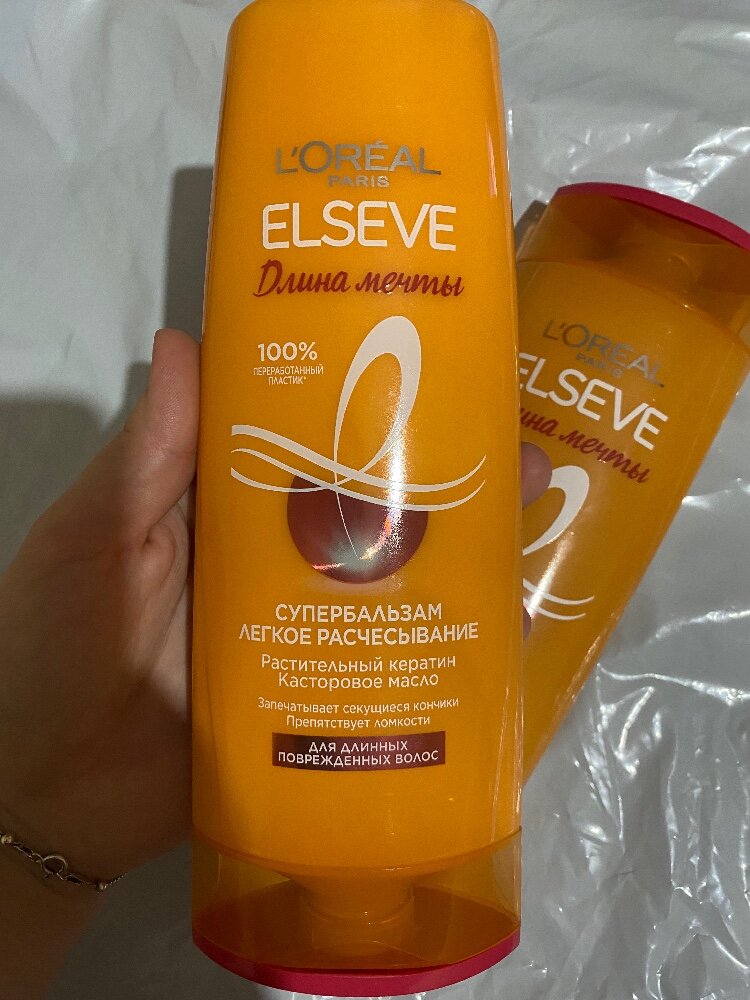 L'ORÉAL
PARIS
ELSEVE
Длина мечты
100%
ПЕРЕРАБОТАННЫЙ
ПЛАСТИК*
СУПЕРБАЛЬЗАМ
ЛЕГКОЕ РАСЧЕСЫВАНИЕ
Растительный кератин
Касторовое масло
Запечатывает секущиеся кончики
Препятствует ломкости
ДЛЯ ДЛИННЫХ
ПОВРЕЖДЕННЫХ ВОЛОС
L'ORÉAL
PARIS
ELSEVE
мечты